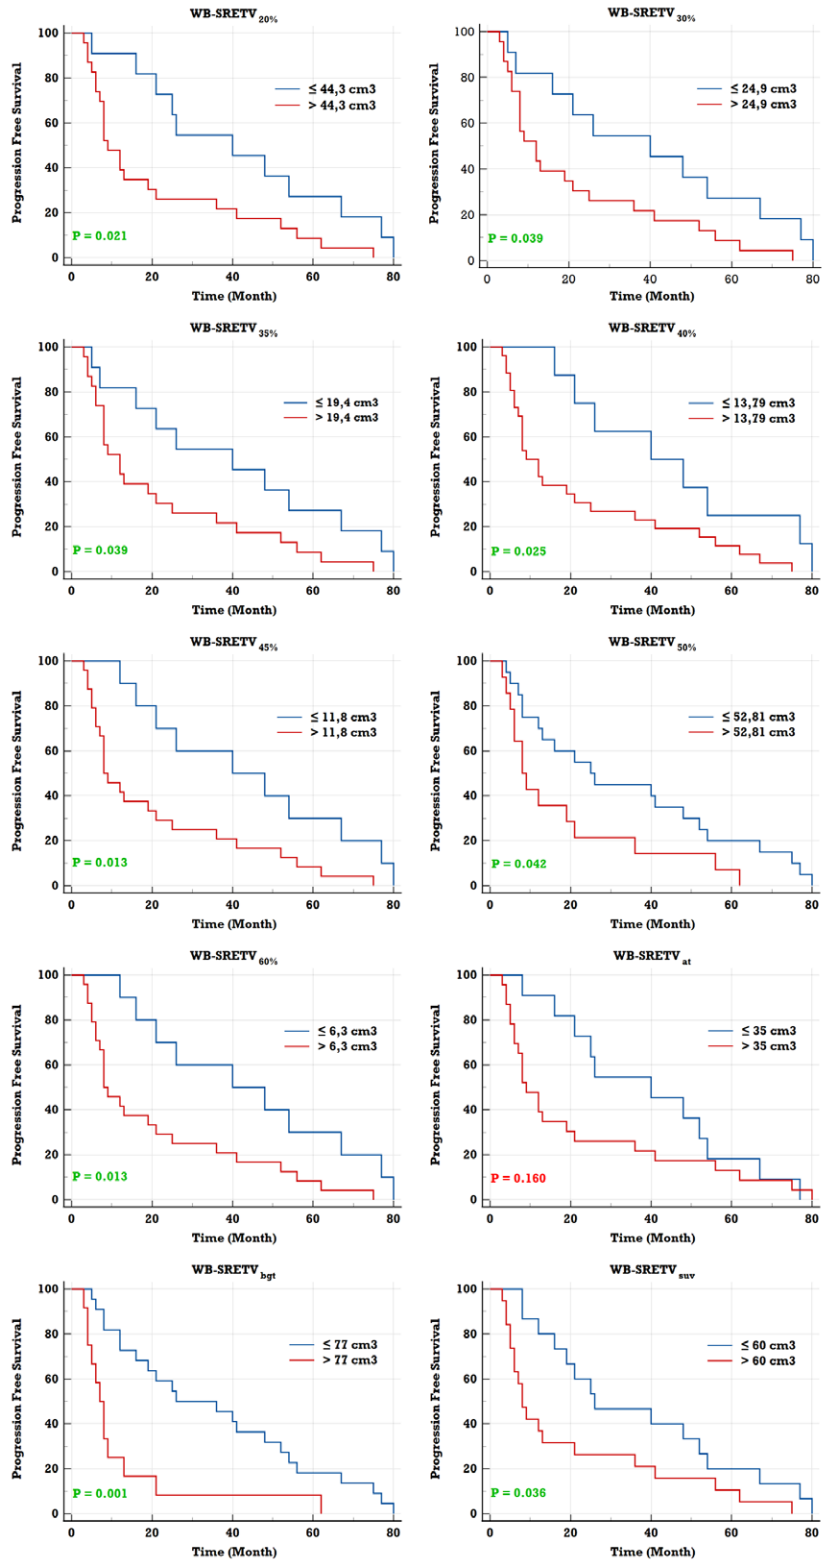 WB-SRETV20%
Progression Free Survival
100
80
60
40
20
0
≤ 44,3 cm3
> 44,3 cm3
P = 0.021
0 20 40 60 80
Time (Month)
WB-SRETV30%
Progression Free Survival
100
80
60
40
20
0
≤ 24,9 cm3
> 24,9 cm3
P = 0.039
0 20 40 60 80
Time (Month)
WB-SRETV35%
Progression Free Survival
100
80
60
40
20
0
≤ 19,4 cm3
> 19,4 cm3
P = 0.039
0 20 40 60 80
Time (Month)
WB-SRETV40%
Progression Free Survival
100
80
60
40
20
0
≤ 13,79 cm3
> 13,79 cm3
P = 0.025
0 20 40 60 80
Time (Month)
WB-SRETV45%
Progression Free Survival
100
80
60
40
20
0
≤ 11,8 cm3
> 11,8 cm3
P = 0.013
0 20 40 60 80
Time (Month)
WB-SRETV50%
Progression Free Survival
100
80
60
40
20
0
≤ 52,81 cm3
> 52,81 cm3
P = 0.042
0 20 40 60 80
Time (Month)
WB-SRETV60%
Progression Free Survival
100
80
60
40
20
0
≤ 6,3 cm3
> 6,3 cm3
P = 0.013
0 20 40 60 80
Time (Month)
WB-SRETVat
Progression Free Survival
100
80
60
40
20
0
≤ 35 cm3
> 35 cm3
P = 0.160
0 20 40 60 80
Time (Month)
WB-SRETVbgt
Progression Free Survival
100
80
60
40
20
0
≤ 77 cm3
> 77 cm3
P = 0.001
0 20 40 60 80
Time (Month)
WB-SRETVsuv
Progression Free Survival
100
80
60
40
20
0
≤ 60 cm3
> 60 cm3
P = 0.036
0 20 40 60 80
Time (Month)